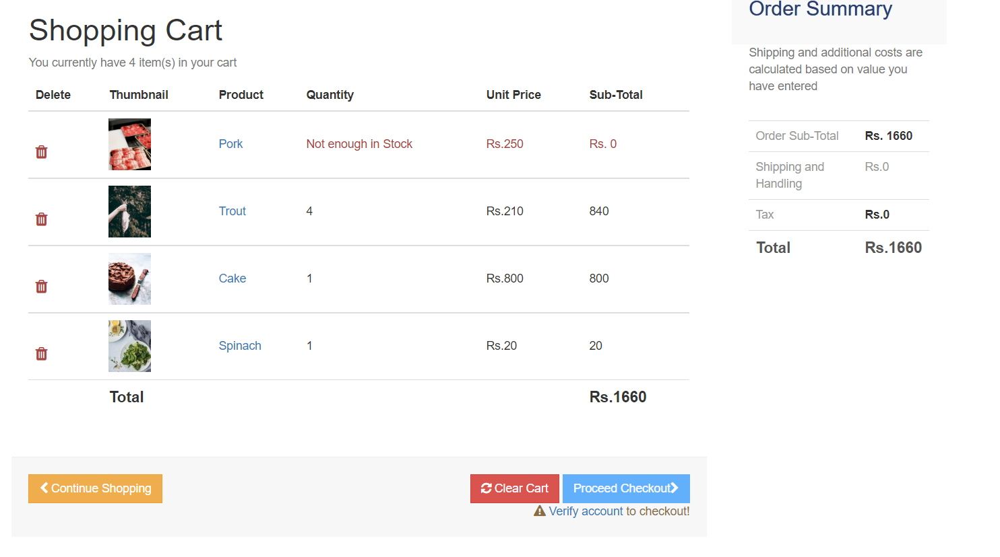 Shopping Cart
You currently have 4 item(s) in your cart
Delete Thumbnail Product Quantity Unit Price Sub-Total
Pork Not enough in Stock Rs.250 Rs. 0
Trout 4 Rs.210 840
Cake 1 Rs.800 800
Spinach 1 Rs.20 20
Total Rs.1660
Continue Shopping Clear Cart Proceed Checkout
Verify account to checkout!
Order Summary
Shipping and additional costs are
calculated based on value you
have entered
Order Sub-Total Rs. 1660
Shipping and Rs.0
Handling
Tax Rs.0
Total Rs.1660